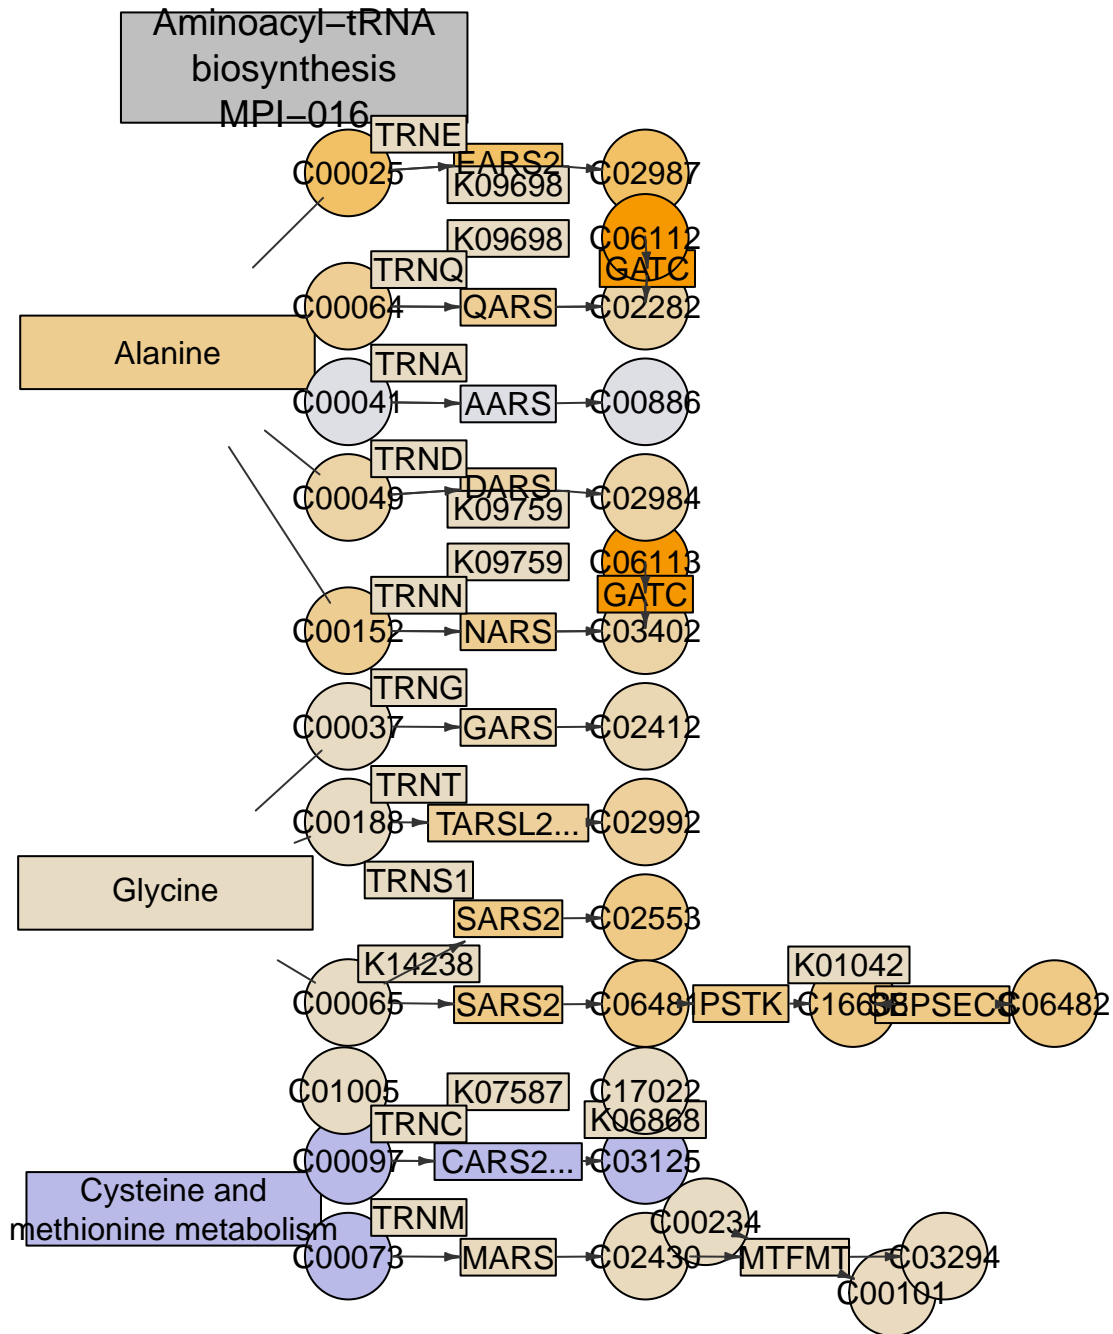 Aminoacyl−tRNA
biosynthesis
MPI−016
TRNE
C00025
EARS2
C02987
K09698
K09698
C06112
TRNQ
GATC
C00064
QARS
C02282
Alanine
TRNA
C00041
AARS
C00886
TRND
DARS
C00049
C02984
K09759
K09759
C06113
TRNN
GATC
C00152
NARS
C03402
TRNG
C00037
GARS
C02412
TRNT
C00188
TARSL2...
C02992
TRNS1
Glycine
SARS2
C02553
K14238
K01042
C00065
SARS2
C06481
PSTK
C16638
SEPSECS
C06482
C01005
K07587
C17022
TRNC
K06868
C00097
CARS2...
C03125
Cysteine and
methionine metabolism
TRNM
C00234
C00073
MARS
C02430
MTFMT
C03294
C00101